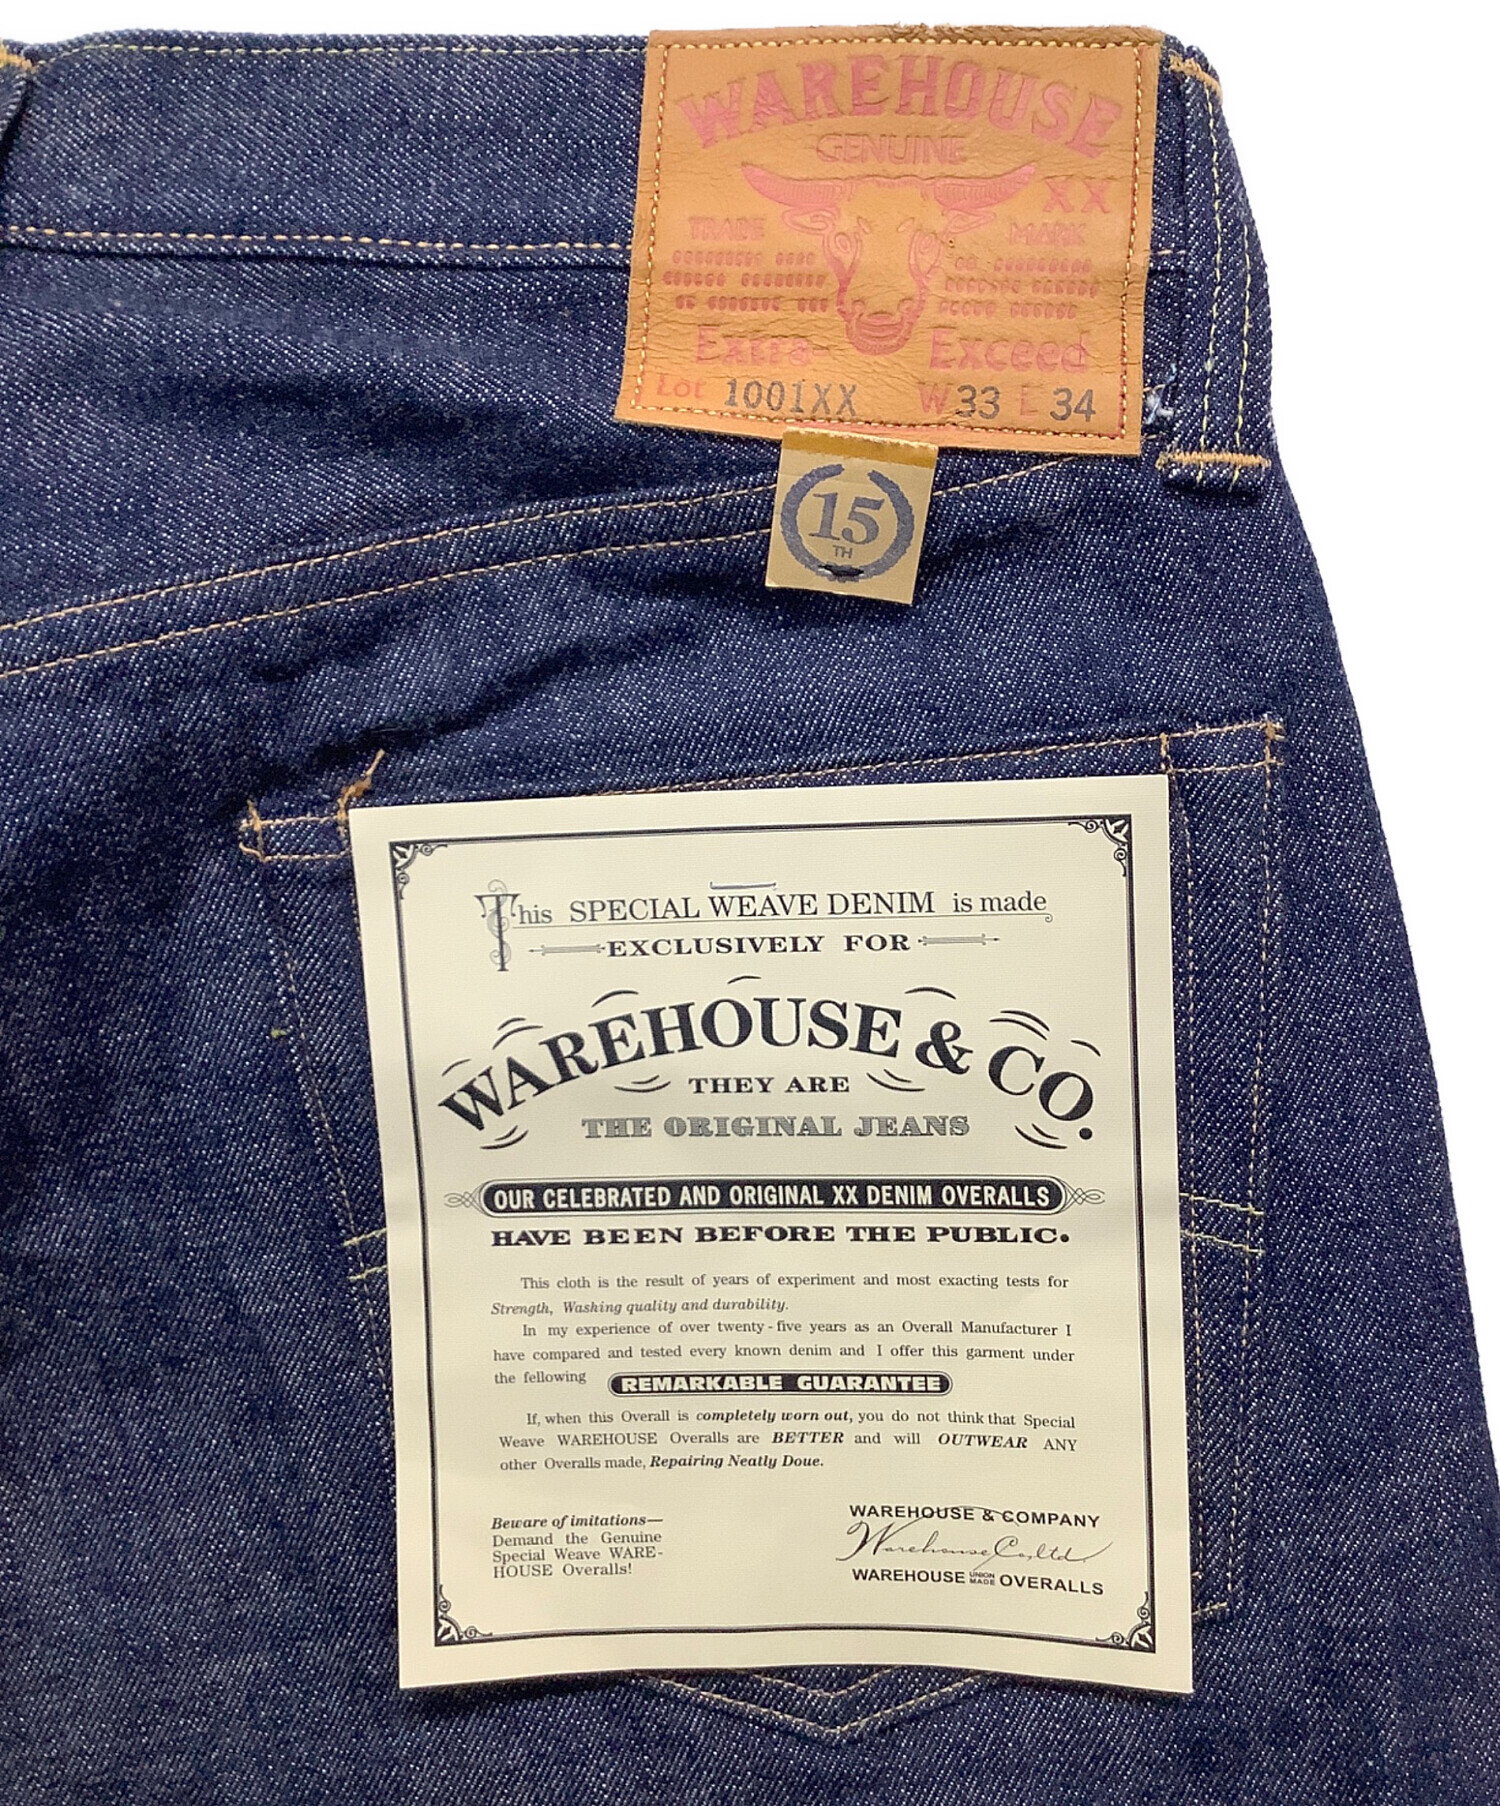 WAREHOUSE
GENUINE
XX
TRADE MARK
Extra Exceed
Lot 1001XX W33 L 34
15
TH
This SPECIAL WEAVE DENIM is made
EXCLUSIVELY FOR
WAREHOUSE & CO.
THEY ARE
THE ORIGINAL JEANS
OUR CELEBRATED AND ORIGINAL XX DENIM OVERALLS
HAVE BEEN BEFORE THE PUBLIC.
This cloth is the result of years of experiment and most exacting tests for
Strength, Washing quality and durability.
In my experience of over twenty-five years as an Overall Manufacturer I
have compared and tested every known denim and I offer this garment under
the fellowing REMARKABLE GUARANTEE
If, when this Overall is completely worn out, you do not think that Special
Weave WAREHOUSE Overalls are BETTER and will OUTWEAR ANY
other Overalls made, Repairing Neatly Doue.
Beware of imitations—
Demand the Genuine
Special Weave WARE-
HOUSE Overalls!
WAREHOUSE & COMPANY
Warehouse Co,ltd.
WAREHOUSE UNION MADE OVERALLS